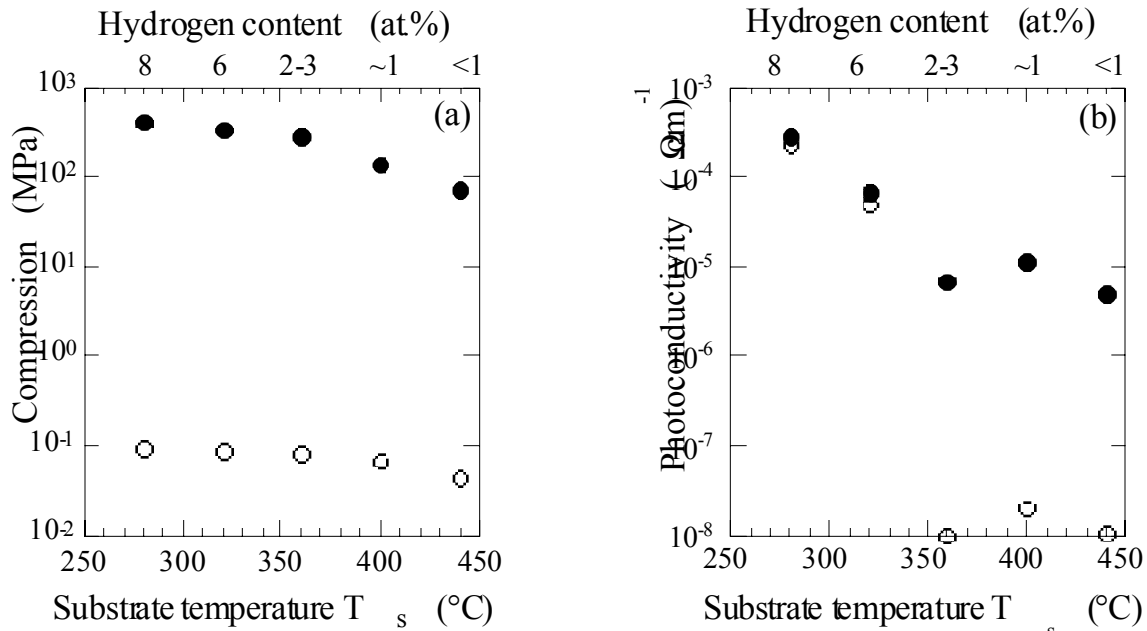 Hydrogen content (at.%)
8 6 2-3 ~1 <1
10³
10²
10¹
10⁰
10⁻¹
10⁻²
Compression (MPa)
(a)
250 300 350 400 450
Substrate temperature T s (°C)
Hydrogen content (at.%)
8 6 2-3 ~1 <1
10⁻³
10⁻⁴
10⁻⁵
10⁻⁶
10⁻⁷
10⁻⁸
Photoconductivity ( Ωm) -1
(b)
250 300 350 400 450
Substrate temperature T s (°C)